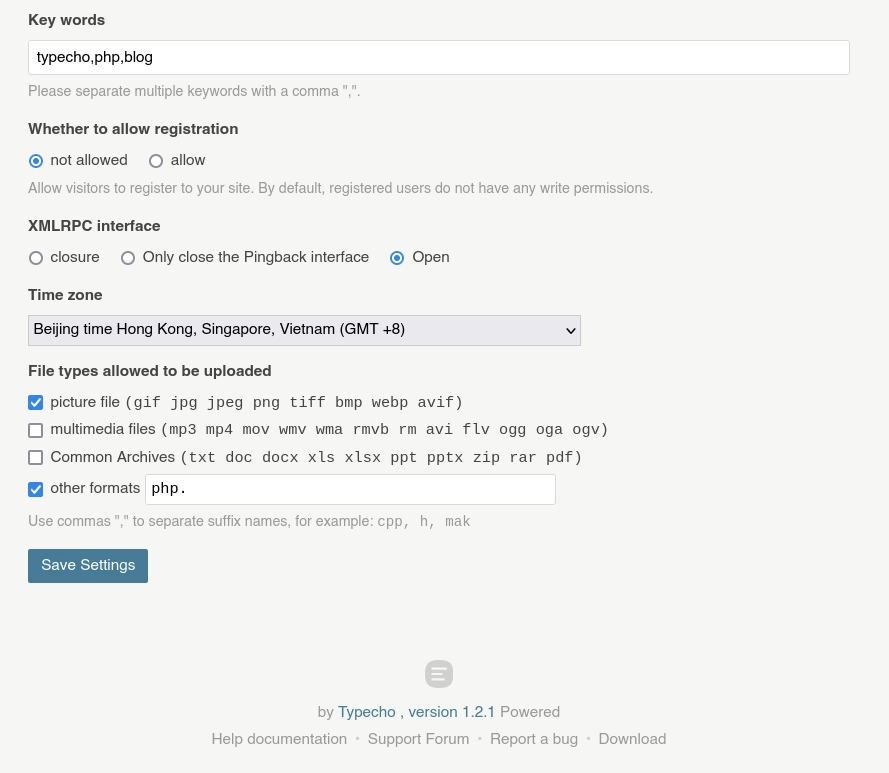 Key words
typecho,php,blog
Please separate multiple keywords with a comma ",".
Whether to allow registration
not allowed allow
Allow visitors to register to your site. By default, registered users do not have any write permissions.
XMLRPC interface
closure Only close the Pingback interface Open
Time zone
Beijing time Hong Kong, Singapore, Vietnam (GMT +8)
File types allowed to be uploaded
picture file (gif jpg jpeg png tiff bmp webp avif)
multimedia files (mp3 mp4 mov wmv wma rmvb rm avi flv ogg oga ogv)
Common Archives (txt doc docx xls xlsx ppt pptx zip rar pdf)
other formats php.
Use commas "," to separate suffix names, for example: cpp, h, mak
Save Settings
by Typecho , version 1.2.1 Powered
Help documentation • Support Forum • Report a bug • Download